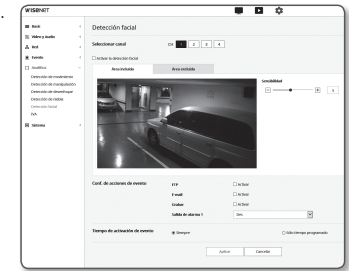 WISENET
Basic
Video y Audio
Red
Evento
Analítica
Detección de movimiento
Detección de manipulación
Detección de desenfoque
Detección de niebla
Detección facial
IVA
Sistema
Detección facial
Seleccionar canal CH 1 2 3 4
Activar la detección facial
Área incluida Área excluida
Sensibilidad
Conf. de acciones de evento FTP Activar
E-mail Activar
Grabar Activar
Salida de alarma 1
Tiempo de activación de evento Siempre Sólo tiempo programado
Aplicar Cancelar